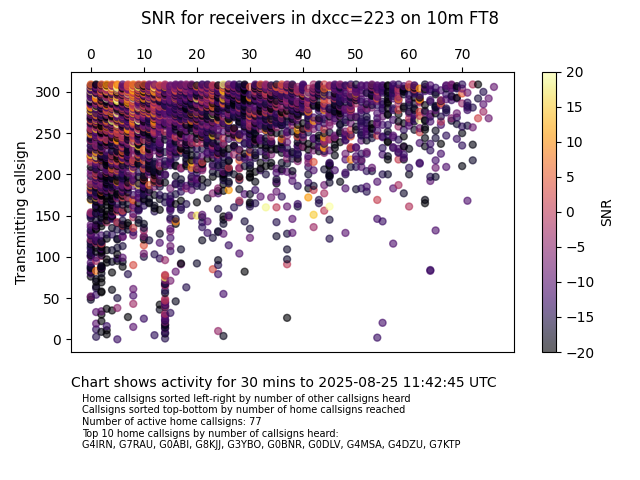 SNR for receivers in dxcc=223 on 10m FT8
0 10 20 30 40 50 60 70
300
250
200
150
100
50
0
Transmitting callsign
20
15
10
5
0
−5
−10
−15
−20
SNR
Chart shows activity for 30 mins to 2025-08-25 11:42:45 UTC
Home callsigns sorted left-right by number of other callsigns heard
Callsigns sorted top-bottom by number of home callsigns reached
Number of active home callsigns: 77
Top 10 home callsigns by number of callsigns heard:
G4IRN, G7RAU, G0ABI, G8KJJ, G3YBO, G0BNR, G0DLV, G4MSA, G4DZU, G7KTP